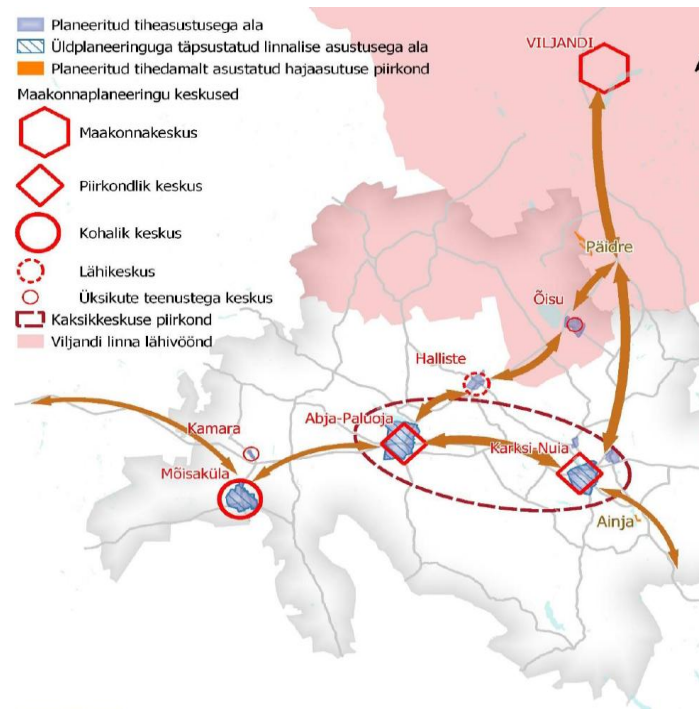 Planeeritud tiheasustusega ala
Üldplaneeringuga täpsustatud linnalise asustusega ala
Planeeritud tihedamalt asustatud hajaasutuse piirkond
Maakonnaplaneeringu keskused
Maakonnakeskus
Piirkondlik keskus
Kohalik keskus
Lähikeskus
Üksikute teenustega keskus
Kaksikkeskuse piirkond
Viljandi linna lähivöönd
VILJANDI
Päidre
Õisu
Halliste
Abja-Paluoja
Kamara
Karksi-Nuia
Mõisaküla
Ainja